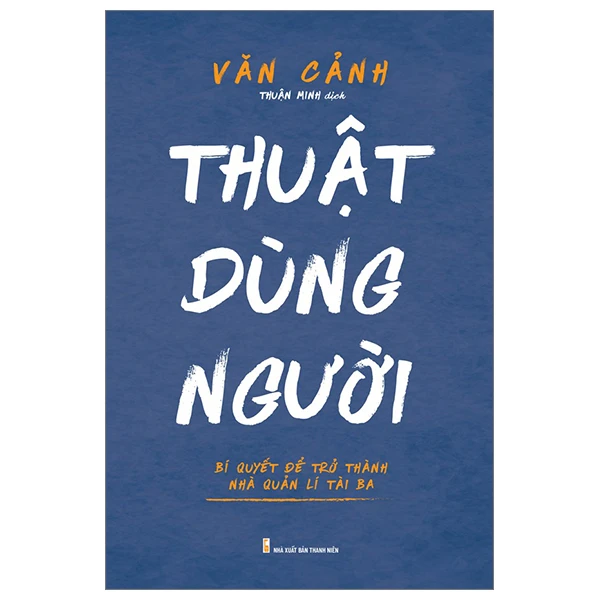 VĂN CẢNH
THUẬN MINH dịch
THUẬT
DÙNG
NGƯỜI
BÍ QUYẾT ĐỂ TRỞ THÀNH
NHÀ QUẢN LÍ TÀI BA
NHÀ XUẤT BẢN THANH NIÊN